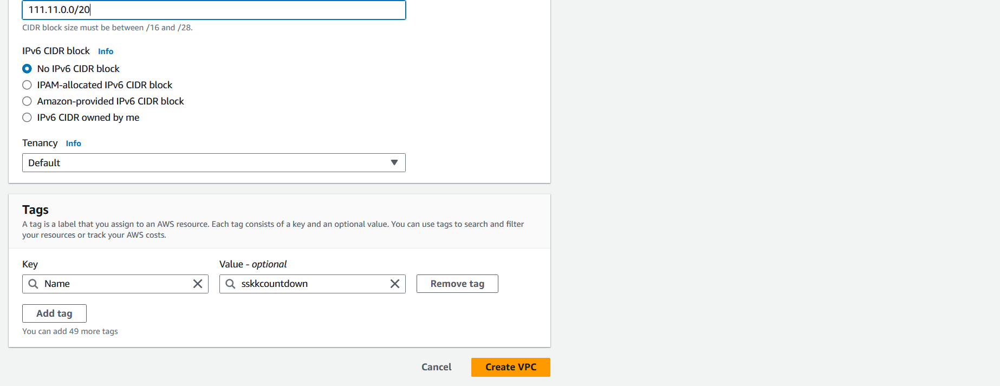 111.11.0.0/20
CIDR block size must be between /16 and /28.
IPv6 CIDR block Info
No IPv6 CIDR block
IPAM-allocated IPv6 CIDR block
Amazon-provided IPv6 CIDR block
IPv6 CIDR owned by me
Tenancy Info
Default
Tags
A tag is a label that you assign to an AWS resource. Each tag consists of a key and an optional value. You can use tags to search and filter
your resources or track your AWS costs.
Key Value - optional
Name sskkcountdown Remove tag
Add tag
You can add 49 more tags
Cancel Create VPC